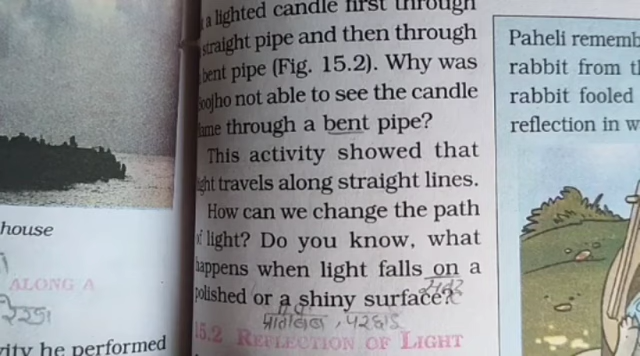 house
ALONG A
रेखा
he performed
a lighted candle first through
straight pipe and then through
bent pipe (Fig. 15.2). Why was
Boojho not able to see the candle
flame through a bent pipe?
This activity showed that
light travels along straight lines.
How can we change the path
of light? Do you know, what
happens when light falls on a
polished or a shiny surface?
सतह
15.2 REFLECTION OF LIGHT
Paheli rememb
rabbit from t
rabbit fooled
reflection in w